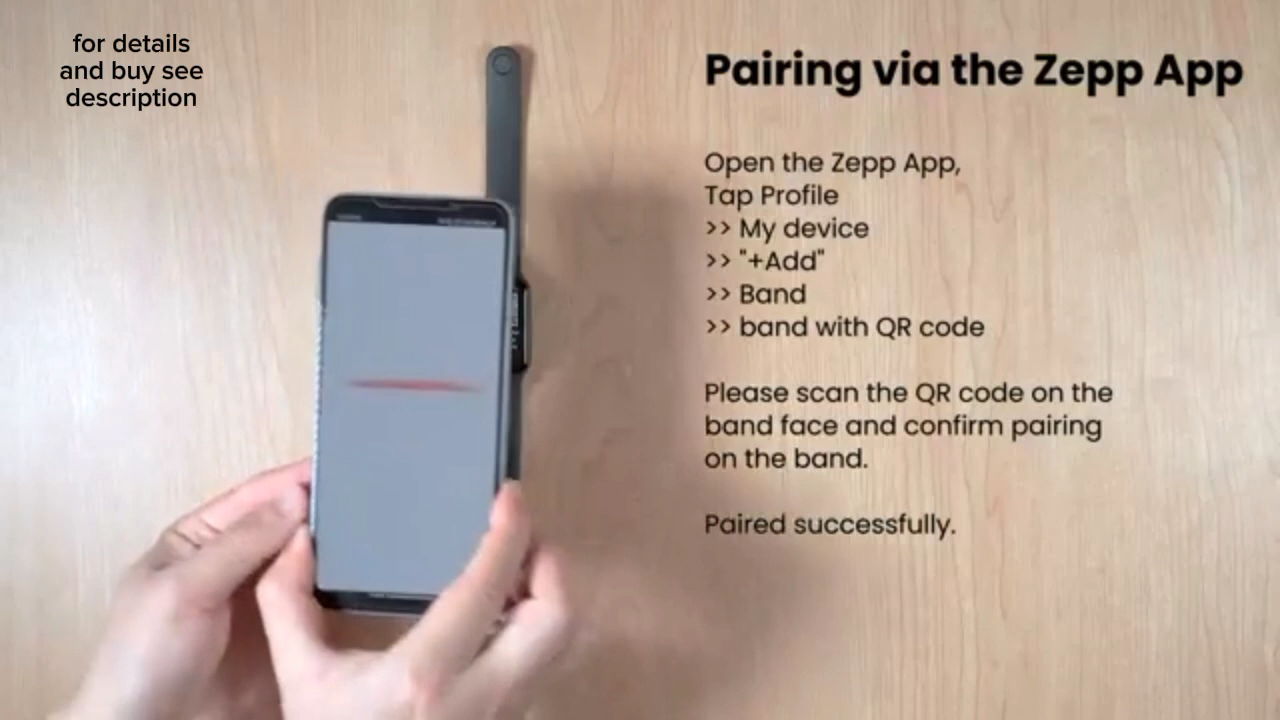 for details
and buy see
description
Pairing via the Zepp App
Open the Zepp App,
Tap Profile
>> My device
>> "+Add"
>> Band
>> band with QR code
Please scan the QR code on the
band face and confirm pairing
on the band.
Paired successfully.